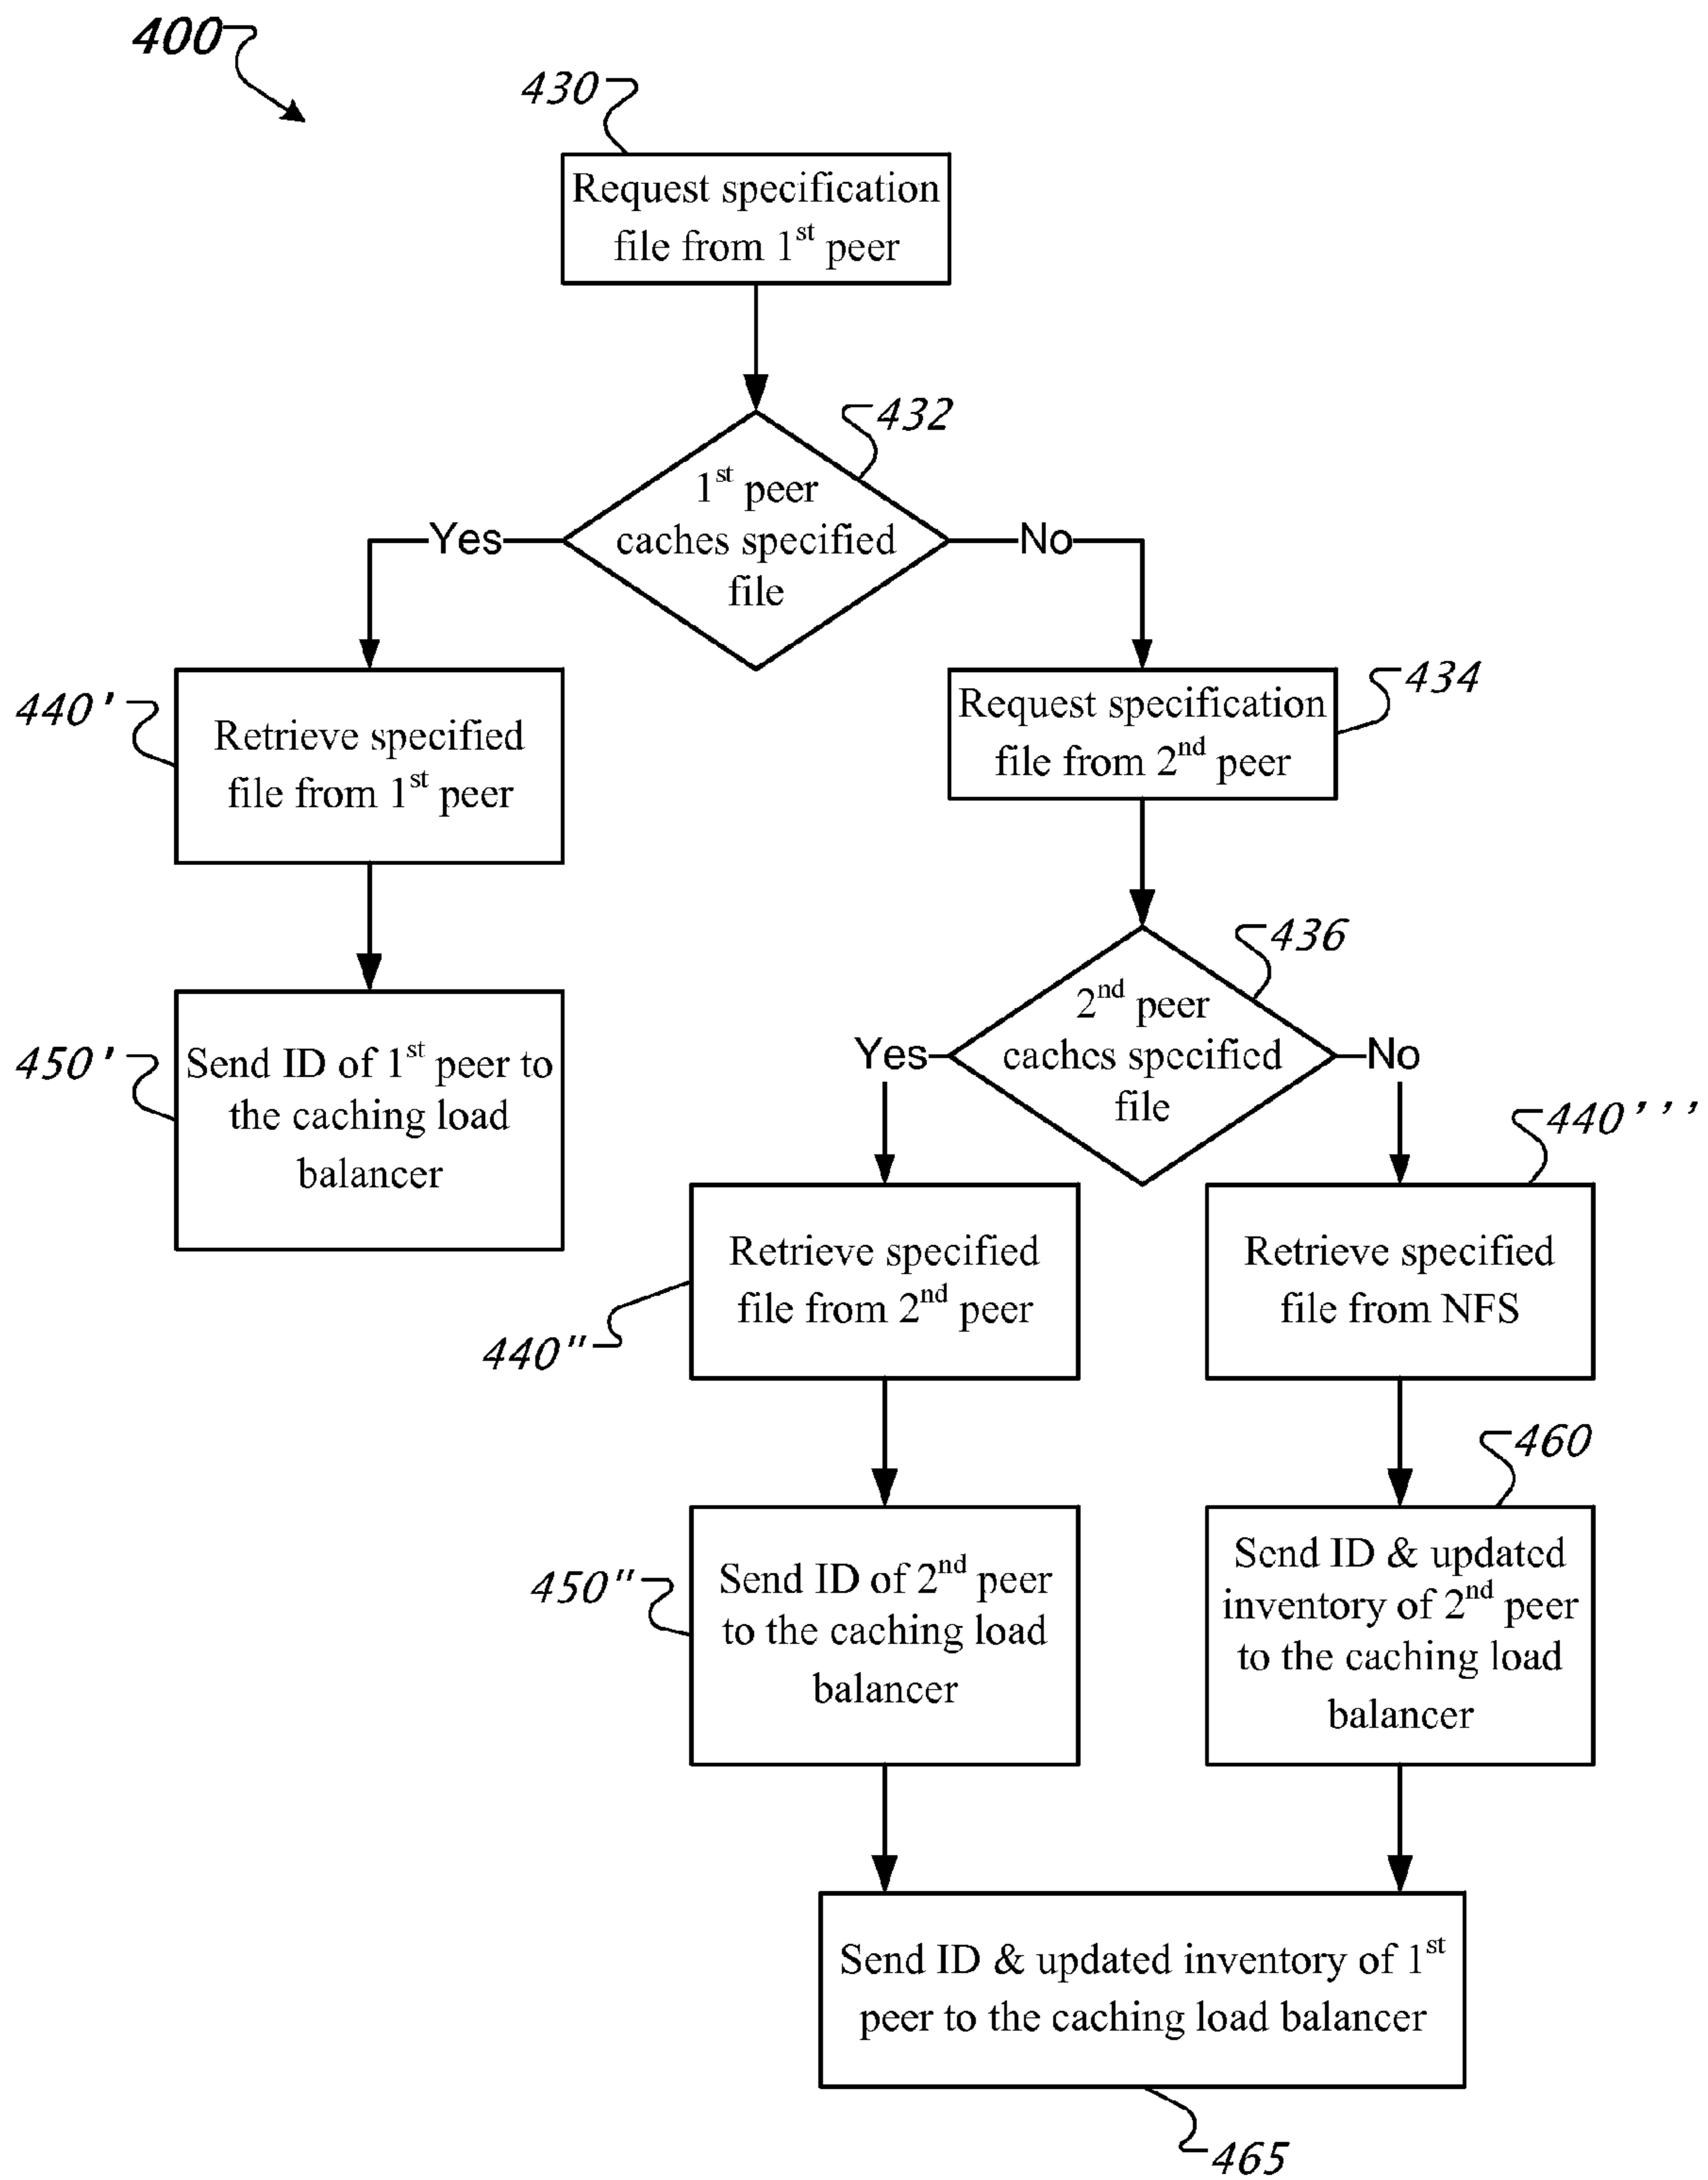 400
430
Request specification
file from 1st peer
432
1st peer
caches specified
file
Yes
No
440'
Retrieve specified
file from 1st peer
434
Request specification
file from 2nd peer
450'
Send ID of 1st peer to
the caching load
balancer
436
2nd peer
caches specified
file
Yes
No
440'''
Retrieve specified
file from 2nd peer
440"
Retrieve specified
file from NFS
460
450"
Send ID of 2nd peer
to the caching load
balancer
Send ID & updated
inventory of 2nd peer
to the caching load
balancer
Send ID & updated inventory of 1st
peer to the caching load balancer
465